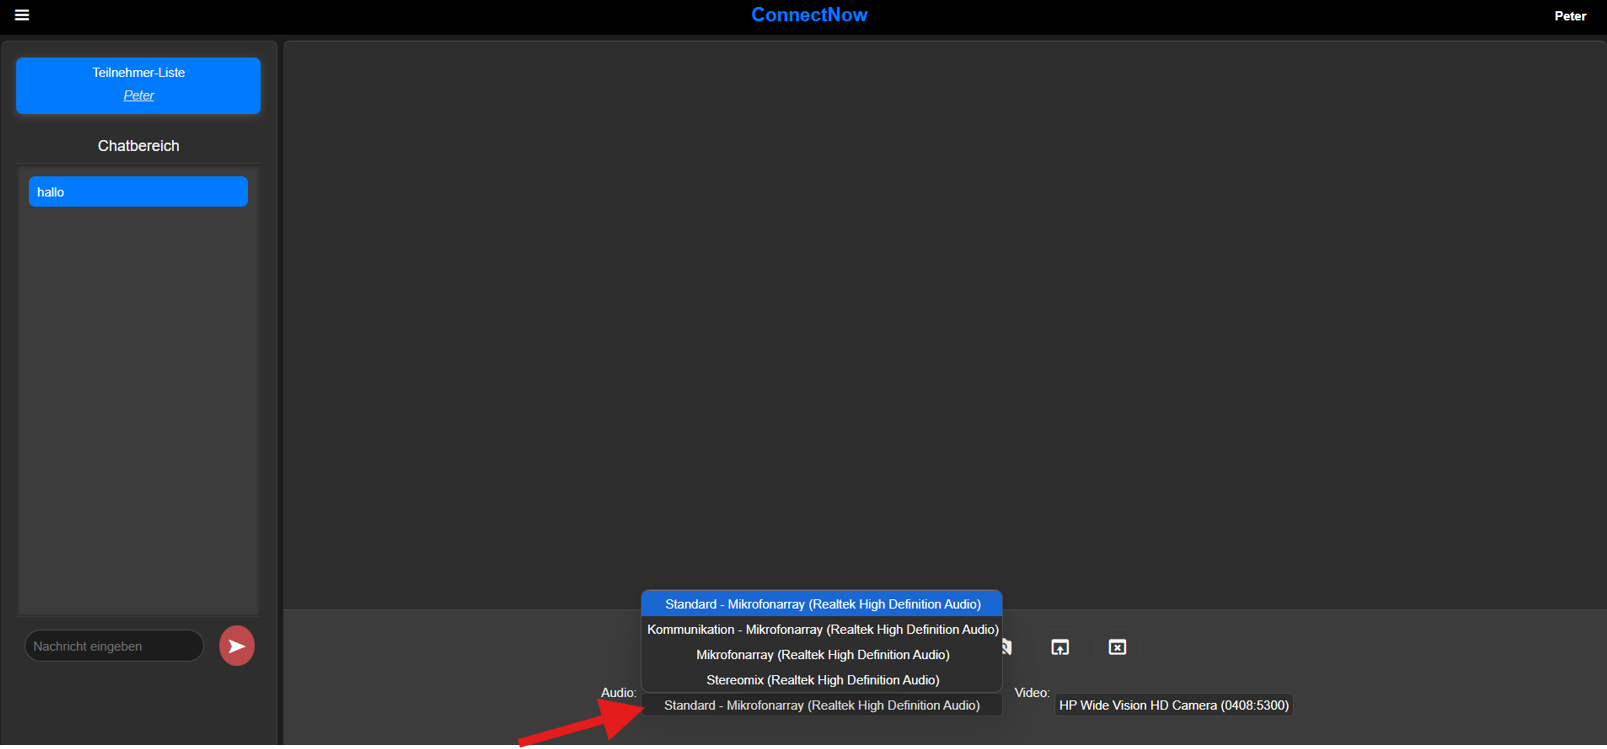 ConnectNow
Peter
Teilnehmer-Liste
Peter
Chatbereich
hallo
Nachricht eingeben
Standard - Mikrofonarray (Realtek High Definition Audio)
Kommunikation - Mikrofonarray (Realtek High Definition Audio)
Mikrofonarray (Realtek High Definition Audio)
Stereomix (Realtek High Definition Audio)
Audio:
Standard - Mikrofonarray (Realtek High Definition Audio)
Video:
HP Wide Vision HD Camera (0408:5300)